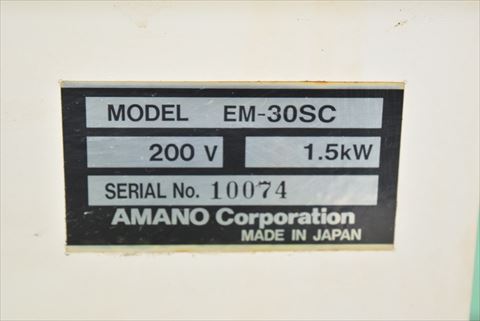 MODEL EM-30SC
200 V 1.5kW
SERIAL No. 10074
AMANO Corporation
MADE IN JAPAN